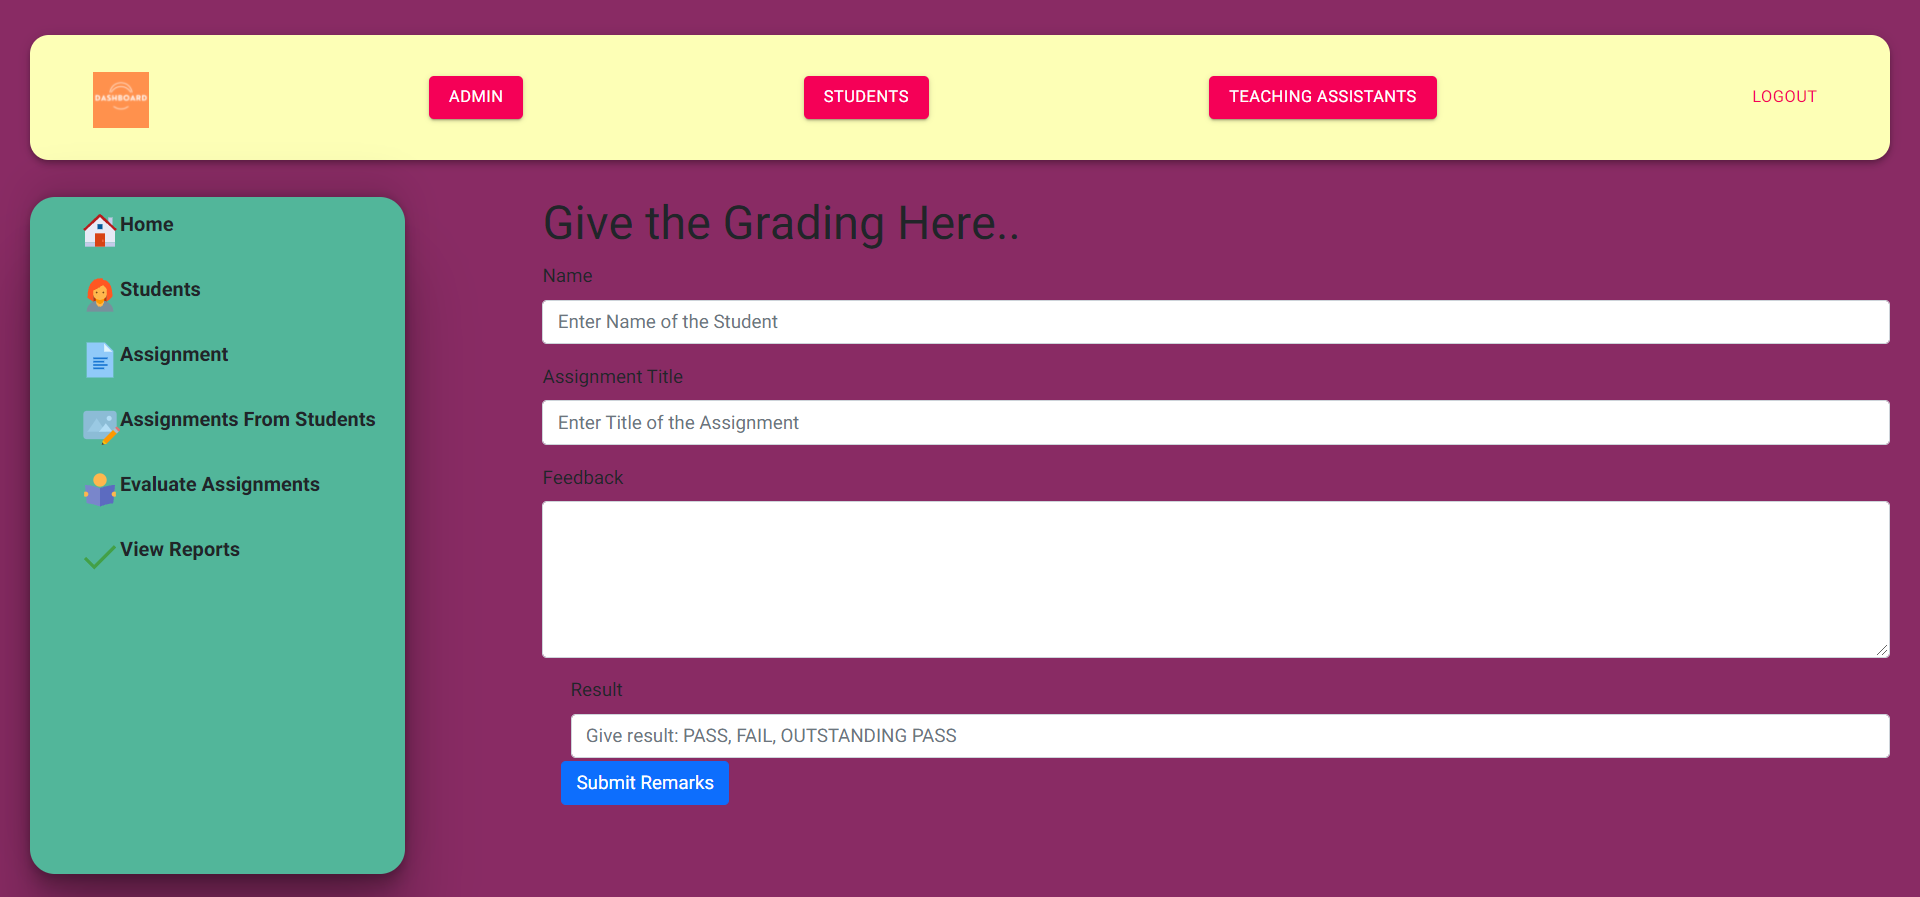 DASHBOARD
ADMIN
STUDENTS
TEACHING ASSISTANTS
LOGOUT
Home
Students
Assignment
Assignments From Students
Evaluate Assignments
View Reports
Give the Grading Here..
Name
Enter Name of the Student
Assignment Title
Enter Title of the Assignment
Feedback
Result
Give result: PASS, FAIL, OUTSTANDING PASS
Submit Remarks